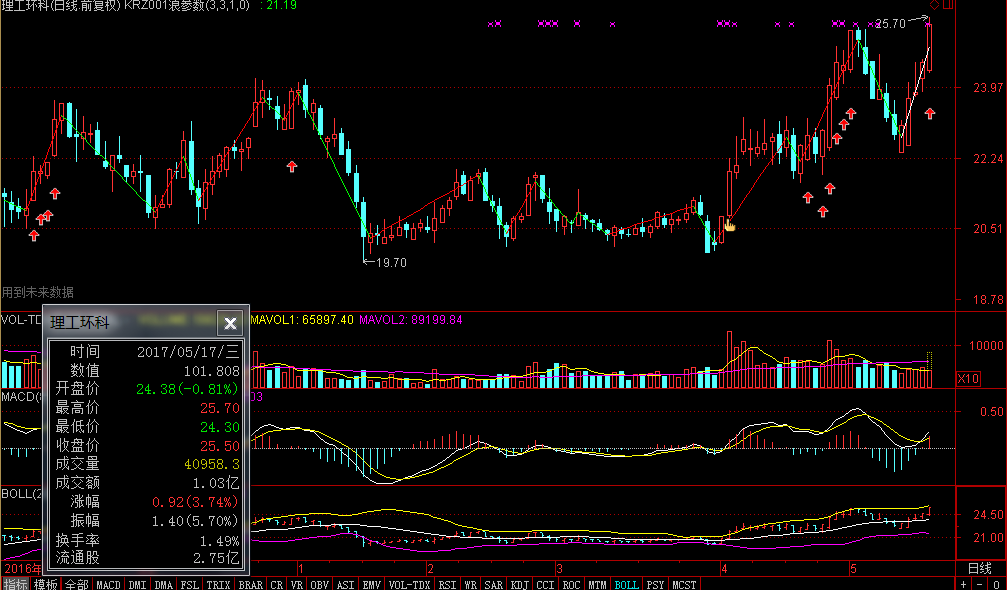 理工环科(日线.前复权) KRZ001浪参数(3,3,1,0) : 21.19
25.70
23.97
22.24
20.51
19.70
18.78
用到未来数据
VOL-TD
MAVOL1: 65897.40 MAVOL2: 89199.84
理工环科 X
时间 2017/05/17/三
数值 101.808
开盘价 24.38(-0.81%)
最高价 25.70
最低价 24.30
收盘价 25.50
成交量 40958.3
成交额 1.03亿
涨幅 0.92(3.74%)
振幅 1.40(5.70%)
换手率 1.49%
流通股 2.75亿
10000
X10
MACD(
03
0.50
BOLL(2
24.50
21.00
2016年 1 2 3 4 5 日线
指标 模板 全部 MACD DMI DMA FSL TRIX BRAR CR VR OBV ASI EMV VOL-TDX RSI WR SAR KDJ CCI ROC MTM BOLL PSY MCST + - 0